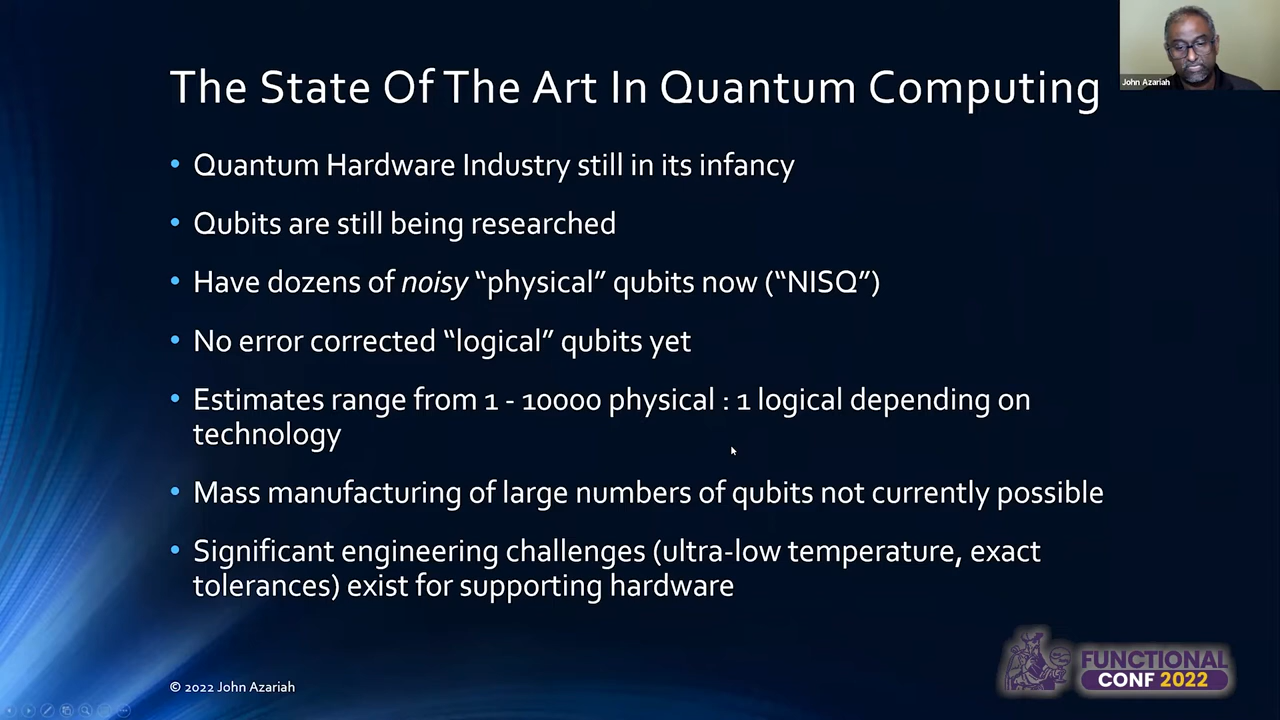 The State Of The Art In Quantum Computing
John Azariah
• Quantum Hardware Industry still in its infancy
• Qubits are still being researched
• Have dozens of noisy “physical” qubits now (“NISQ”)
• No error corrected “logical” qubits yet
• Estimates range from 1 - 10000 physical : 1 logical depending on
technology
• Mass manufacturing of large numbers of qubits not currently possible
• Significant engineering challenges (ultra-low temperature, exact
tolerances) exist for supporting hardware
© 2022 John Azariah
FUNCTIONAL
CONF 2022